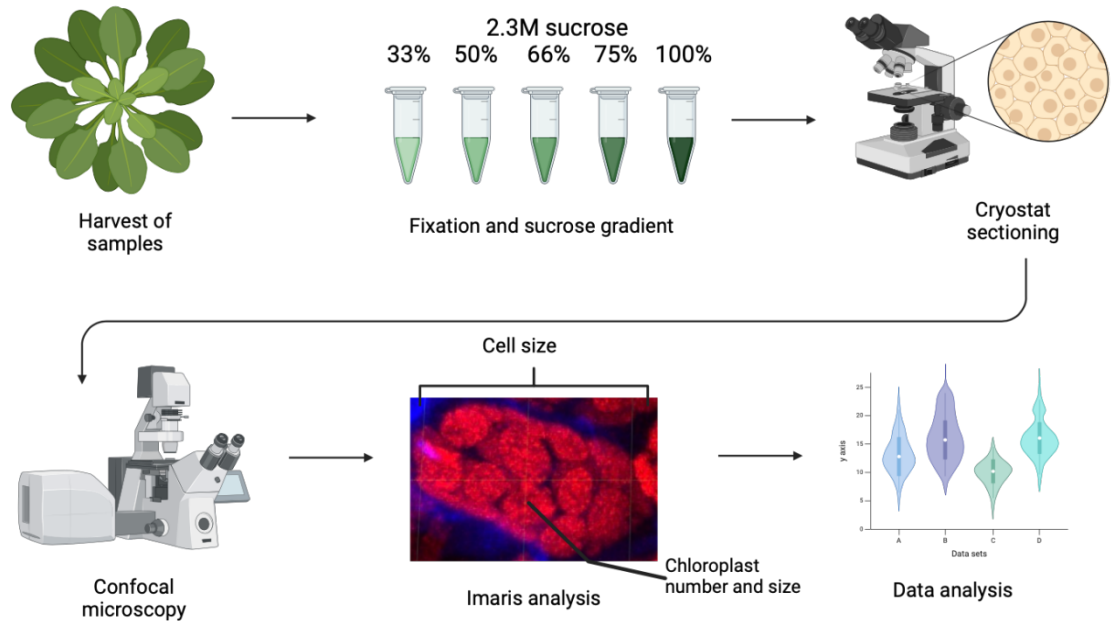 2.3M sucrose
33% 50% 66% 75% 100%
Harvest of
samples
Fixation and sucrose gradient
Cryostat
sectioning
Cell size
Confocal
microscopy
Imaris analysis
Chloroplast
number and size
y axis
25
20
15
10
5
0
A B C D
Data sets
Data analysis